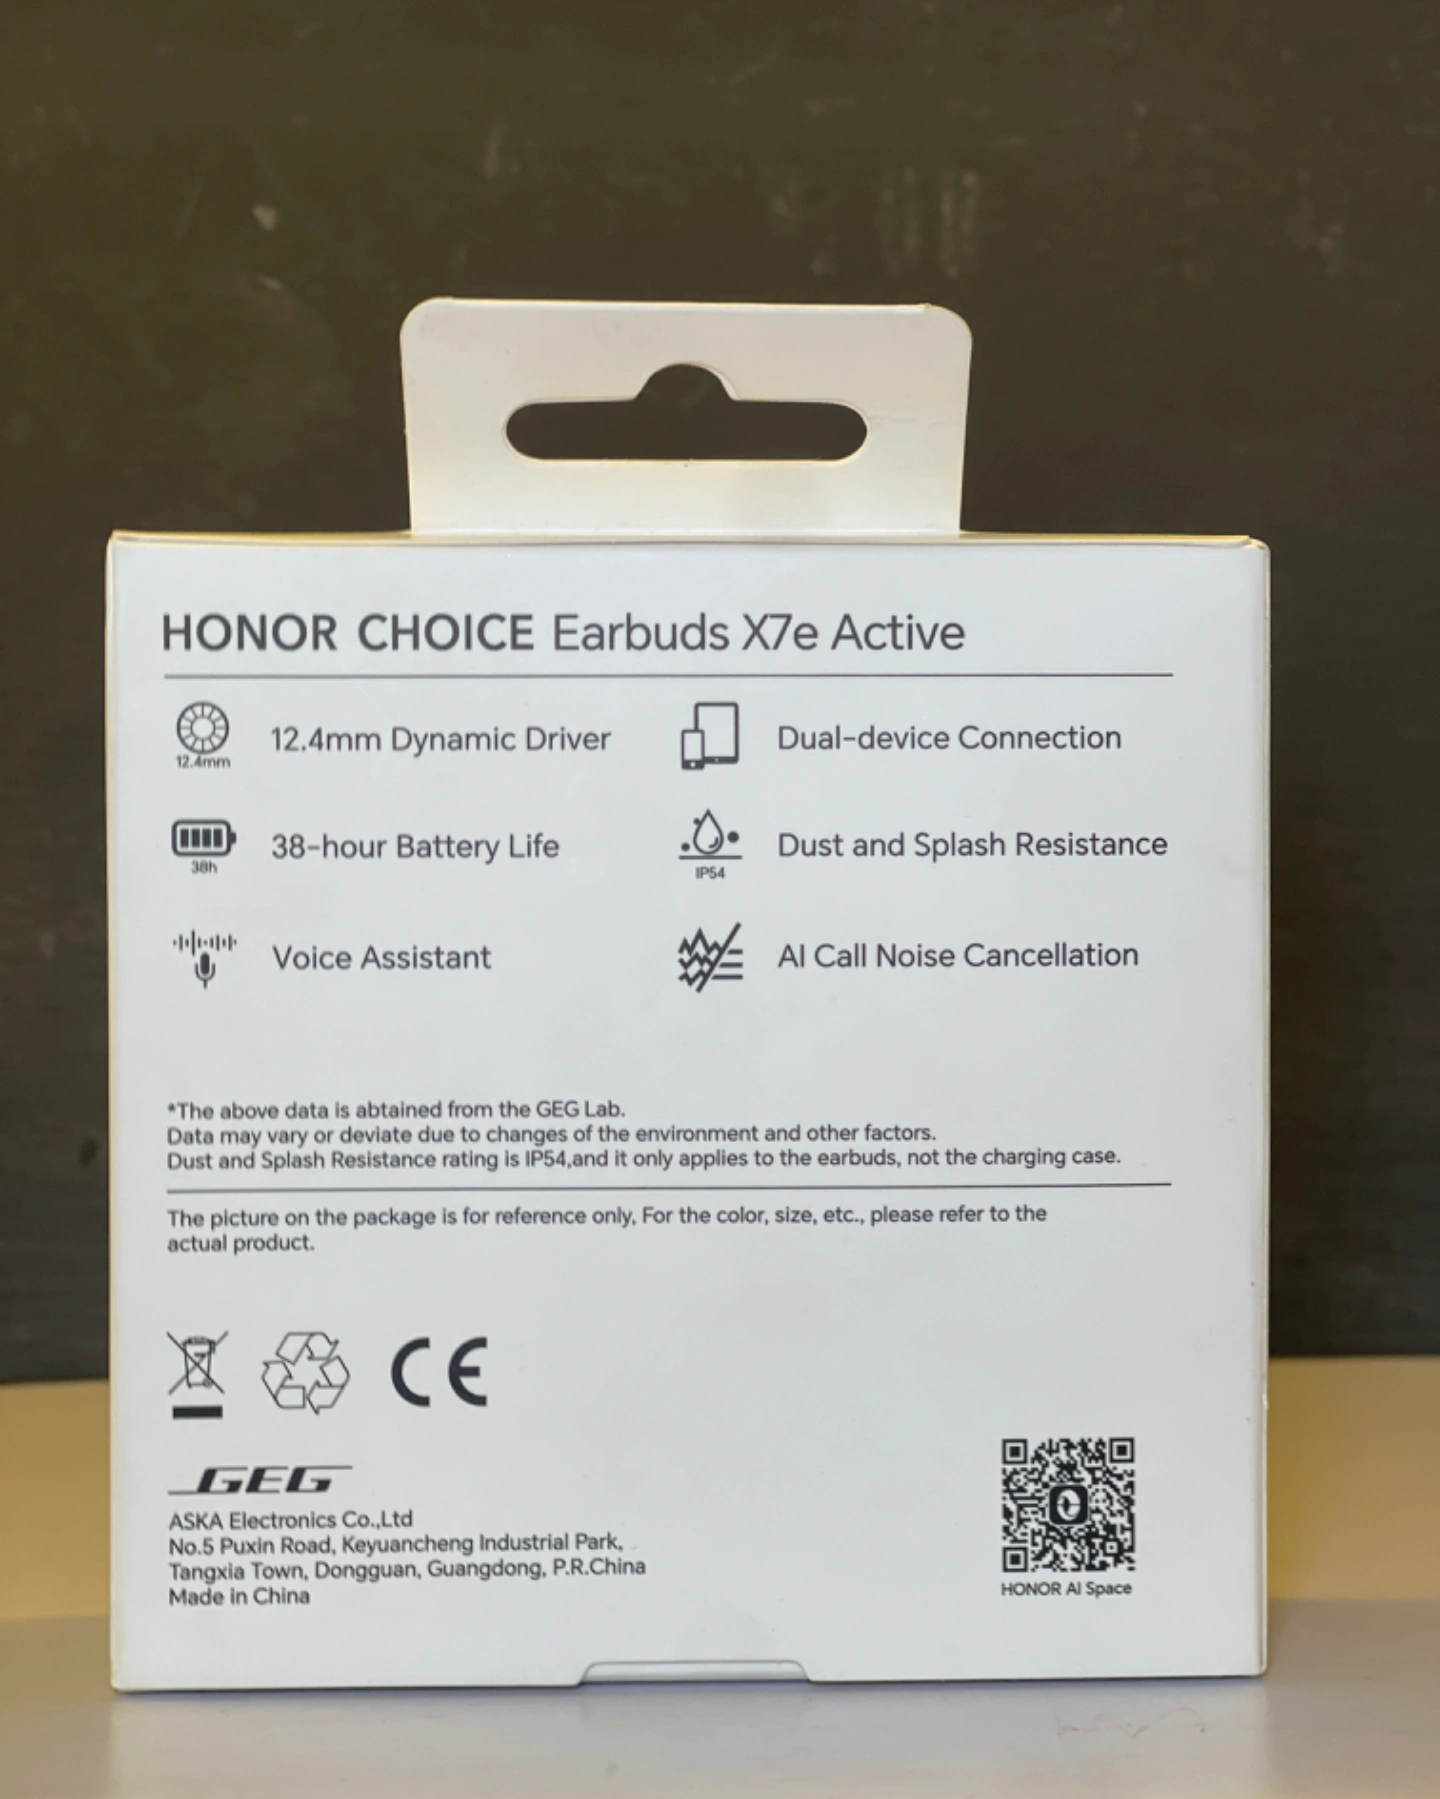 HONOR CHOICE Earbuds X7e Active
12.4mm
12.4mm Dynamic Driver
Dual-device Connection
38h
38-hour Battery Life
IP54
Dust and Splash Resistance
Voice Assistant
AI Call Noise Cancellation
*The above data is abtained from the GEG Lab.
Data may vary or deviate due to changes of the environment and other factors.
Dust and Splash Resistance rating is IP54,and it only applies to the earbuds, not the charging case.
The picture on the package is for reference only, For the color, size, etc., please refer to the
actual product.
CE
GEG
ASKA Electronics Co.,Ltd
No.5 Puxin Road, Keyuancheng Industrial Park,
Tangxia Town, Dongguan, Guangdong, P.R.China
Made in China
HONOR AI Space